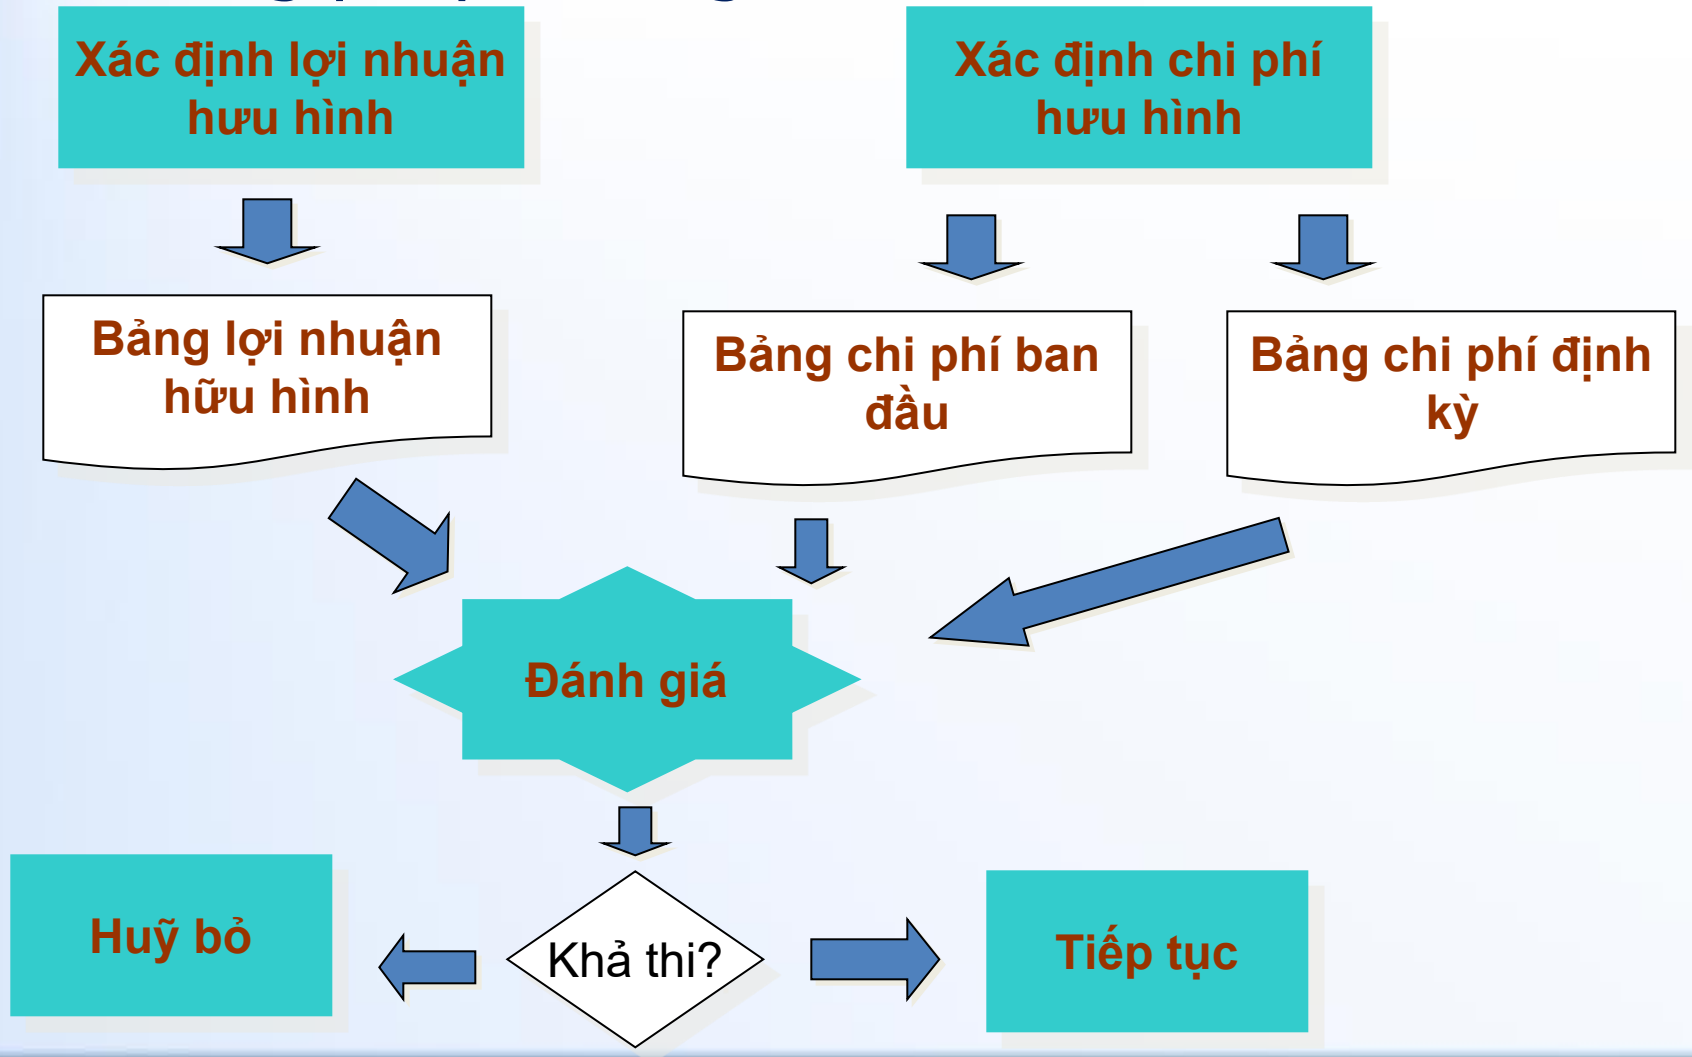 Xác định lợi nhuận
hưu hình
Xác định chi phí
hưu hình
Bảng lợi nhuận
hữu hình
Bảng chi phí ban
đầu
Bảng chi phí định
kỳ
Đánh giá
Huỹ bỏ
Khả thi?
Tiếp tục